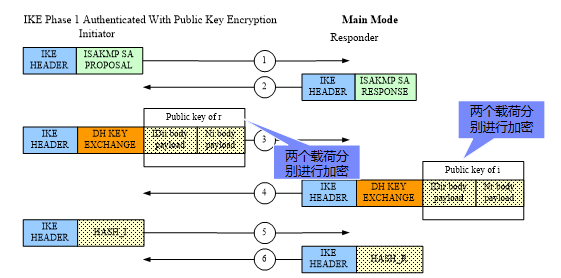 IKE Phase 1 Authenticated With Public Key Encryption
Main Mode
Initiator
Responder
IKE HEADER
ISAKMP SA PROPOSAL
1
2
IKE HEADER
ISAKMP SA RESPONSE
Public key of r
IKE HEADER
DH KEY EXCHANGE
IDii body payload
Ni body payload
3
两个载荷分
别进行加密
两个载荷分
别进行加密
Public key of i
4
IKE HEADER
DH KEY EXCHANGE
IDir body payload
Nr body payload
IKE HEADER
HASH_I
5
6
IKE HEADER
HASH_R